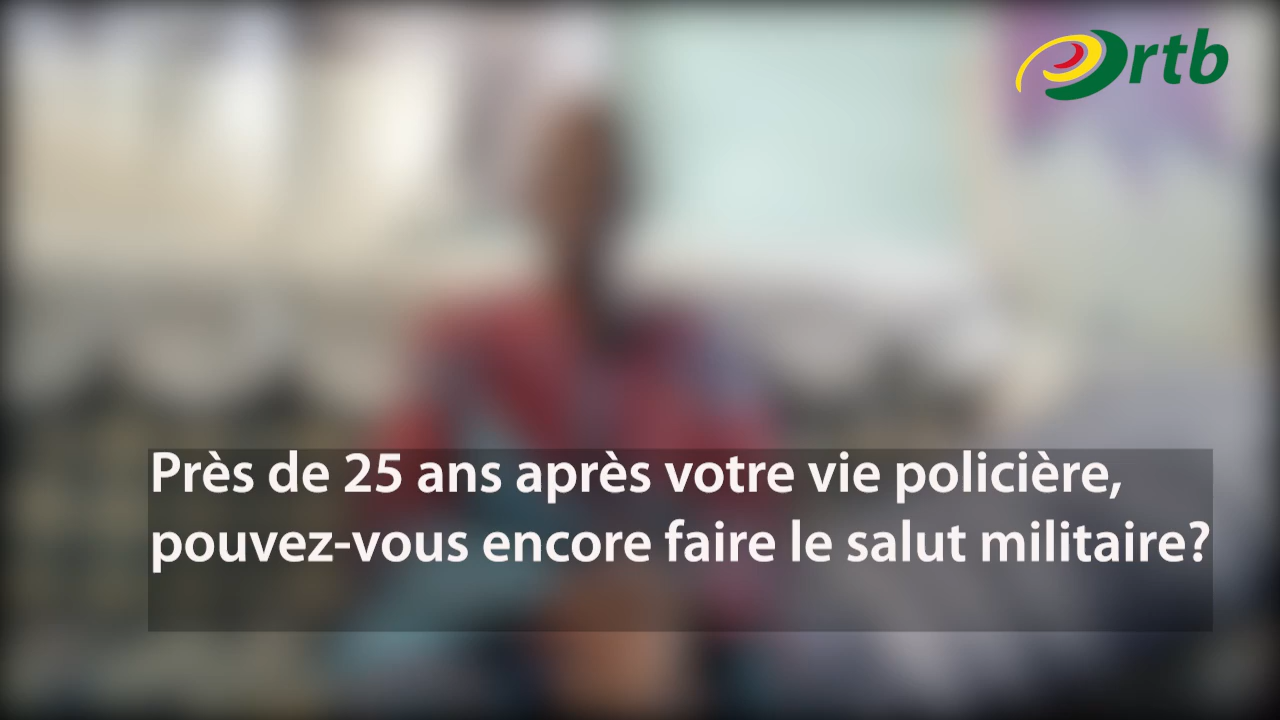 rtb
Près de 25 ans après votre vie policière,
pouvez-vous encore faire le salut militaire?